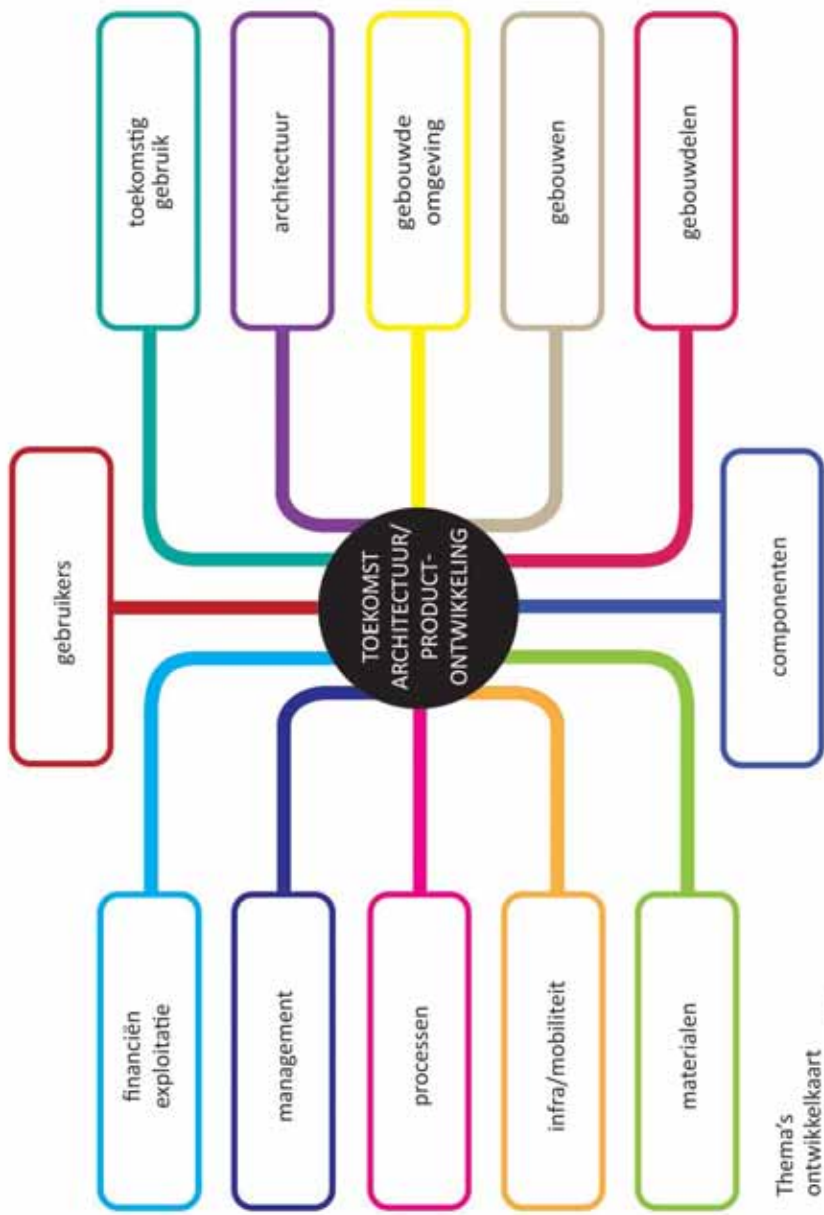 gebruikers
financiën
exploitatie
management
processen
infra/mobiliteit
materialen
TOEKOMST
ARCHITECTUUR/
PRODUCT-
ONTWIKKELING
toekomstig
gebruik
architectuur
gebouwde
omgeving
gebouwen
gebouwdelen
componenten
Thema's
ontwikkelkaart